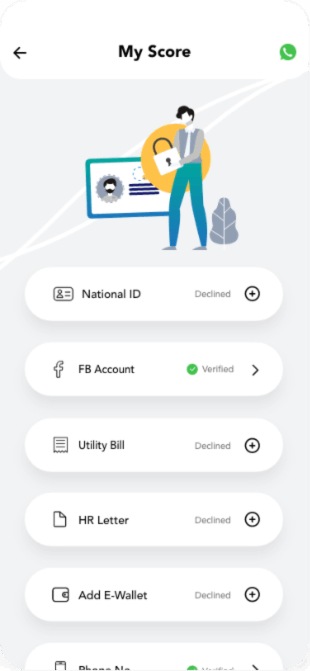 My Score
National ID Declined
FB Account Verified
Utility Bill Declined
HR Letter Declined
Add E-Wallet Declined
Phone No Verified